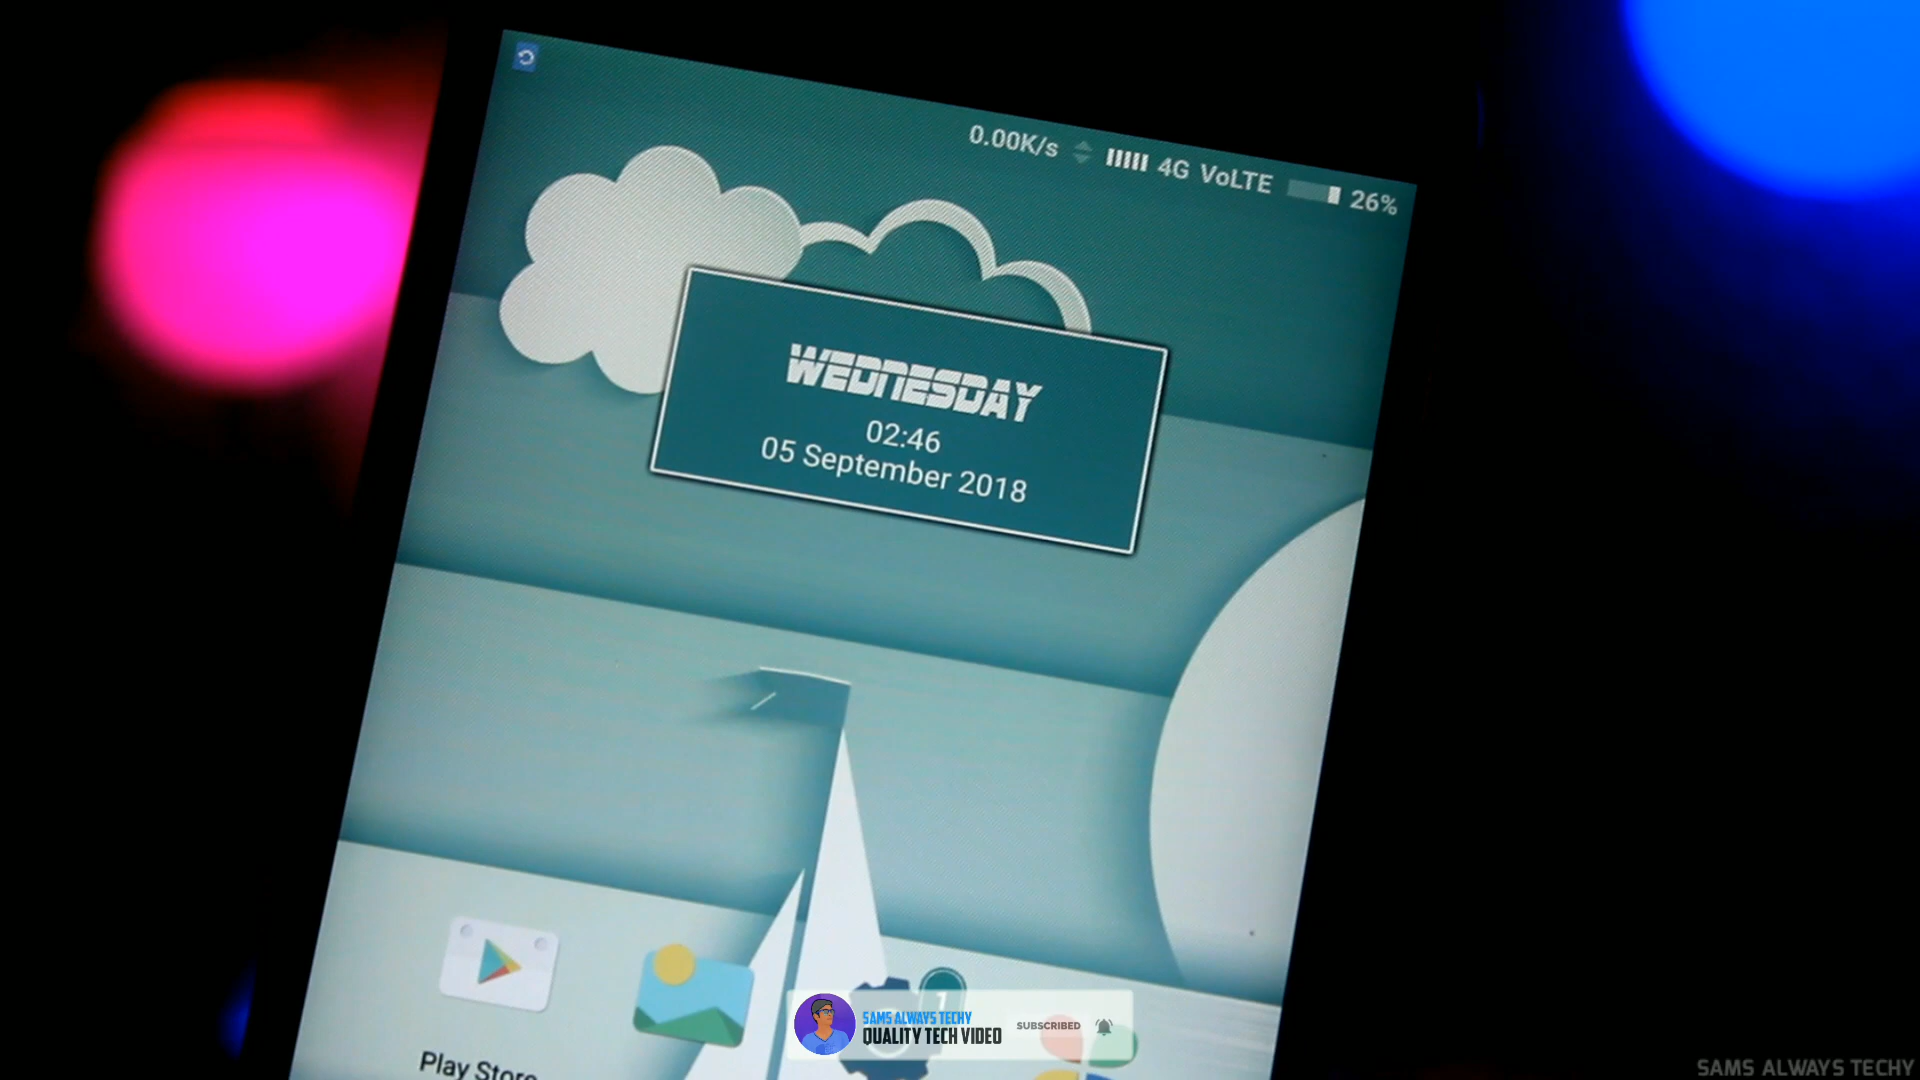 0.00K/s 4G VoLTE 26%
WEDNESDAY
02:46
05 September 2018
1
Play Store
SAMS ALWAYS TECHY
QUALITY TECH VIDEO
SUBSCRIBED
SAMS ALWAYS TECHY